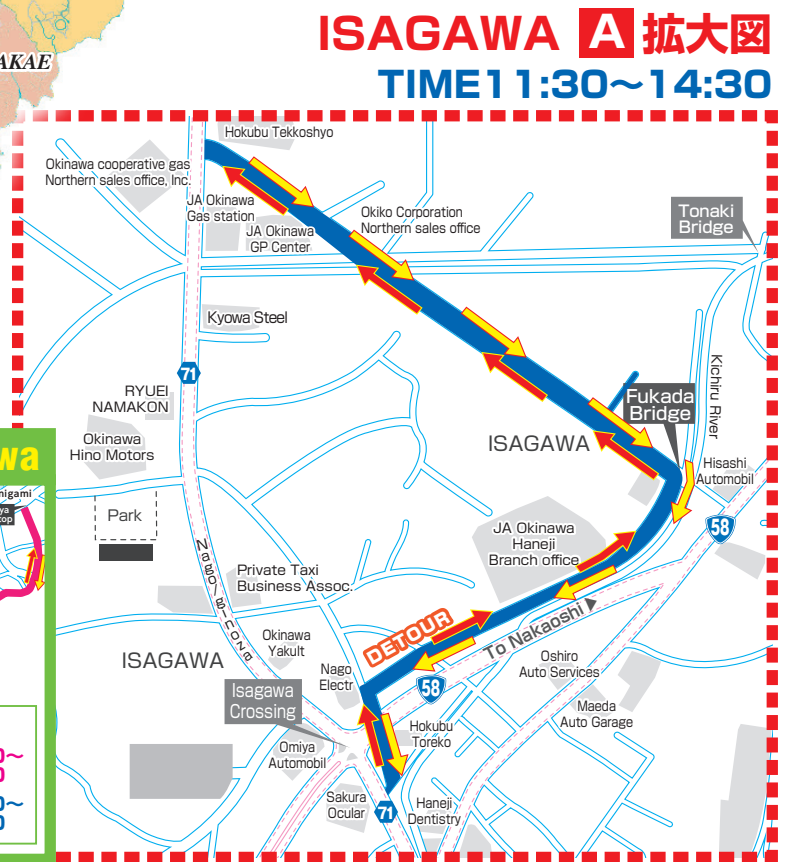 AKAE
ISAGAWA A 拡大図
TIME11:30～14:30
Hokubu Tekkoshyo
Okinawa cooperative gas
Northern sales office, Inc.
JA Okinawa
Gas station
JA Okinawa
GP Center
Okiko Corporation
Northern sales office
Tonaki
Bridge
Kyowa Steel
71
Kichiru River
RYUEI
NAMAKON
Fukada
Bridge
Okinawa
Hino Motors
ISAGAWA
Hisashi
Automobil
wa
nigami
Park
58
JA Okinawa
Haneji
Branch office
Private Taxi
Business Assoc.
DETOUR
To Nakaoshi ▶
Okinawa
Yakult
ISAGAWA
Nago
Electr
58
Oshiro
Auto Services
Isagawa
Crossing
Maeda
Auto Garage
Hokubu
Toreko
Omiya
Automobil
Sakura
Ocular
71
Haneji
Dentistry